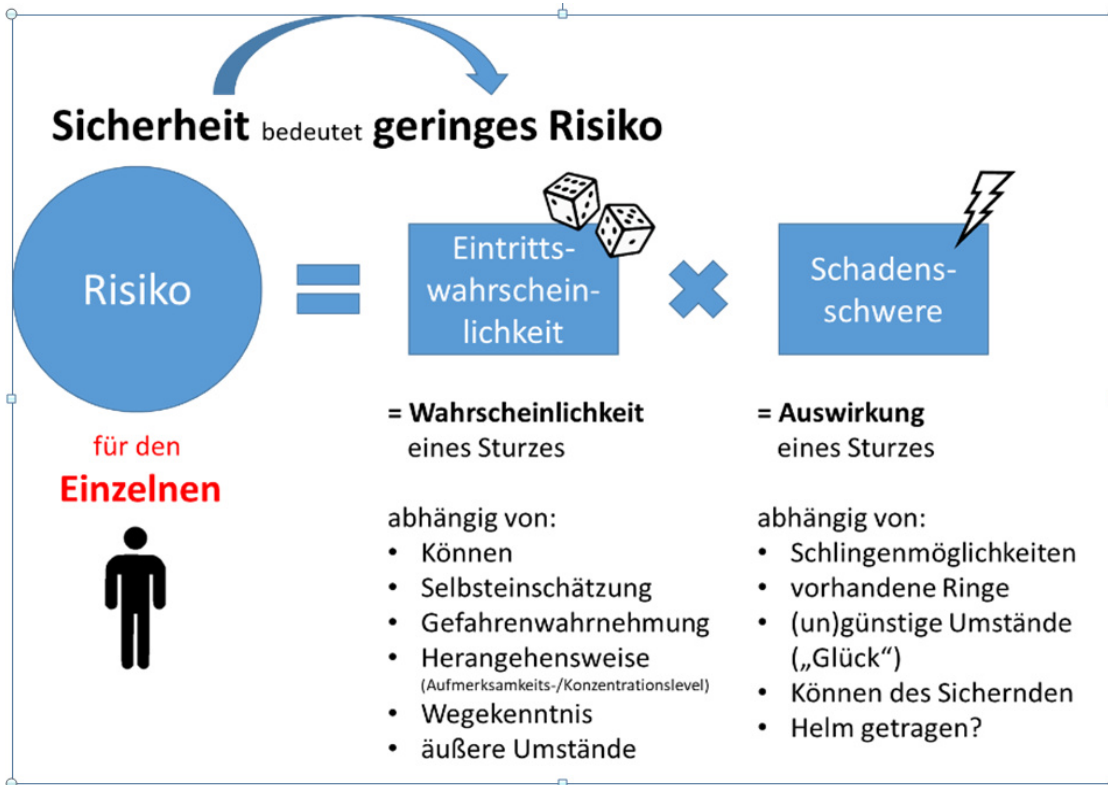 Sicherheit bedeutet geringes Risiko
Risiko
=
Eintritts-
wahrschein-
lichkeit
×
Schadens-
schwere
für den
Einzelnen
= Wahrscheinlichkeit
eines Sturzes
abhängig von:
• Können
• Selbsteinschätzung
• Gefahrenwahrnehmung
• Herangehensweise
(Aufmerksamkeits-/Konzentrationslevel)
• Wegekenntnis
• äußere Umstände
= Auswirkung
eines Sturzes
abhängig von:
• Schlingenmöglichkeiten
• vorhandene Ringe
• (un)günstige Umstände
(„Glück“)
• Können des Sichernden
• Helm getragen?